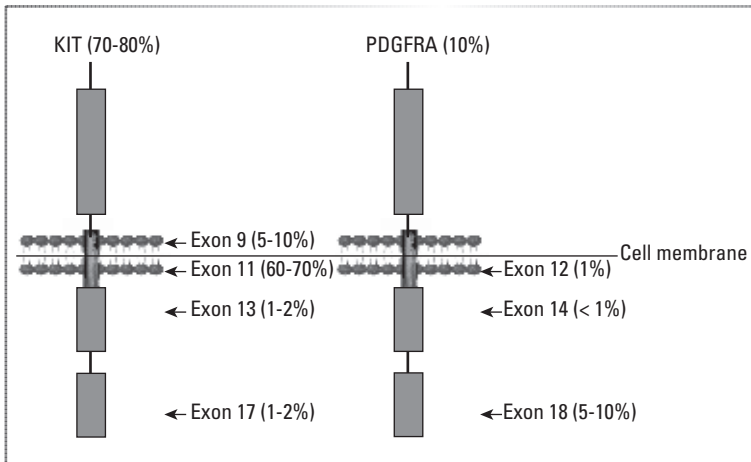 KIT (70-80%)
PDGFRA (10%)
Exon 9 (5-10%)
Cell membrane
Exon 11 (60-70%)
Exon 12 (1%)
Exon 13 (1-2%)
Exon 14 (< 1%)
Exon 17 (1-2%)
Exon 18 (5-10%)